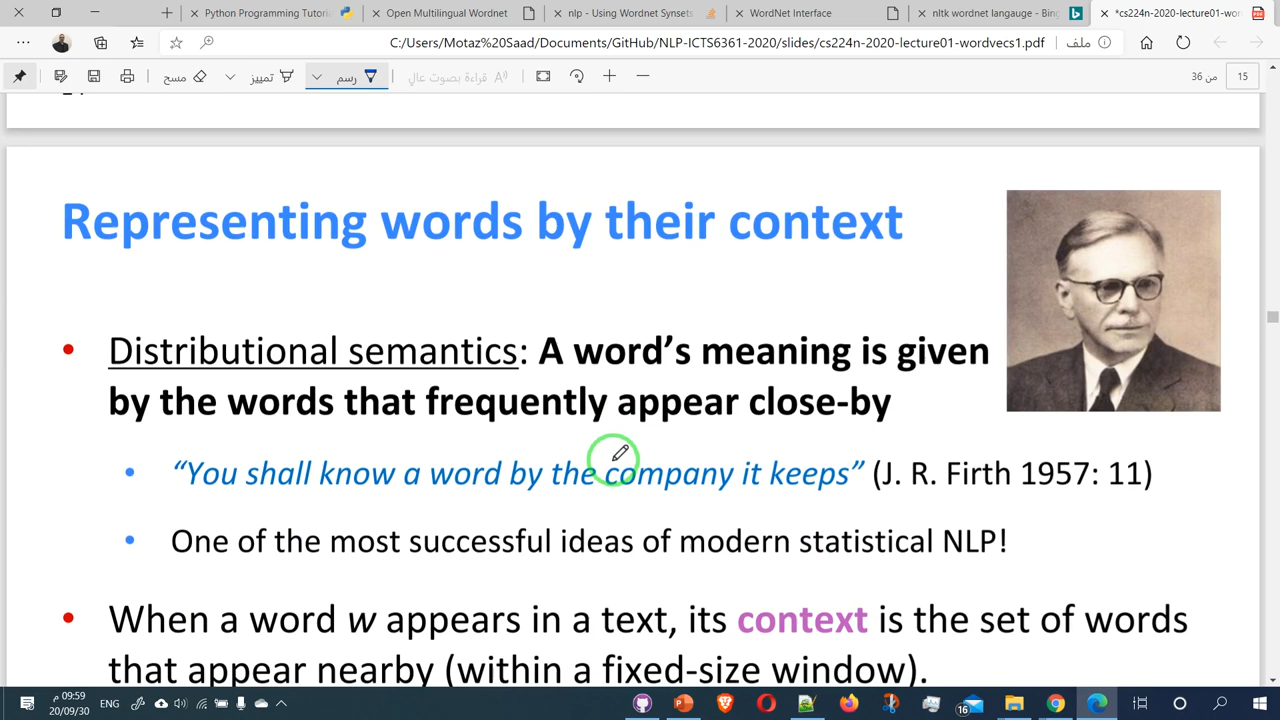 Python Programming Tutoria
Open Multilingual Wordnet
nlp - Using Wordnet Synsets
WordNet Interface
nltk wordnet langauge - Bing
*cs224n-2020-lecture01-wor
C:/Users/Motaz%20Saad/Documents/GitHub/NLP-ICTS6361-2020/slides/cs224n-2020-lecture01-wordvecs1.pdf
ملف
مسح
تمييز
رسم
قراءة بصوت عالٍ
من 36
15
Representing words by their context
• Distributional semantics: A word's meaning is given
by the words that frequently appear close-by
• “You shall know a word by the company it keeps” (J. R. Firth 1957: 11)
• One of the most successful ideas of modern statistical NLP!
• When a word w appears in a text, its context is the set of words
that appear nearby (within a fixed-size window).
09:59 م
20/09/30
ENG
16